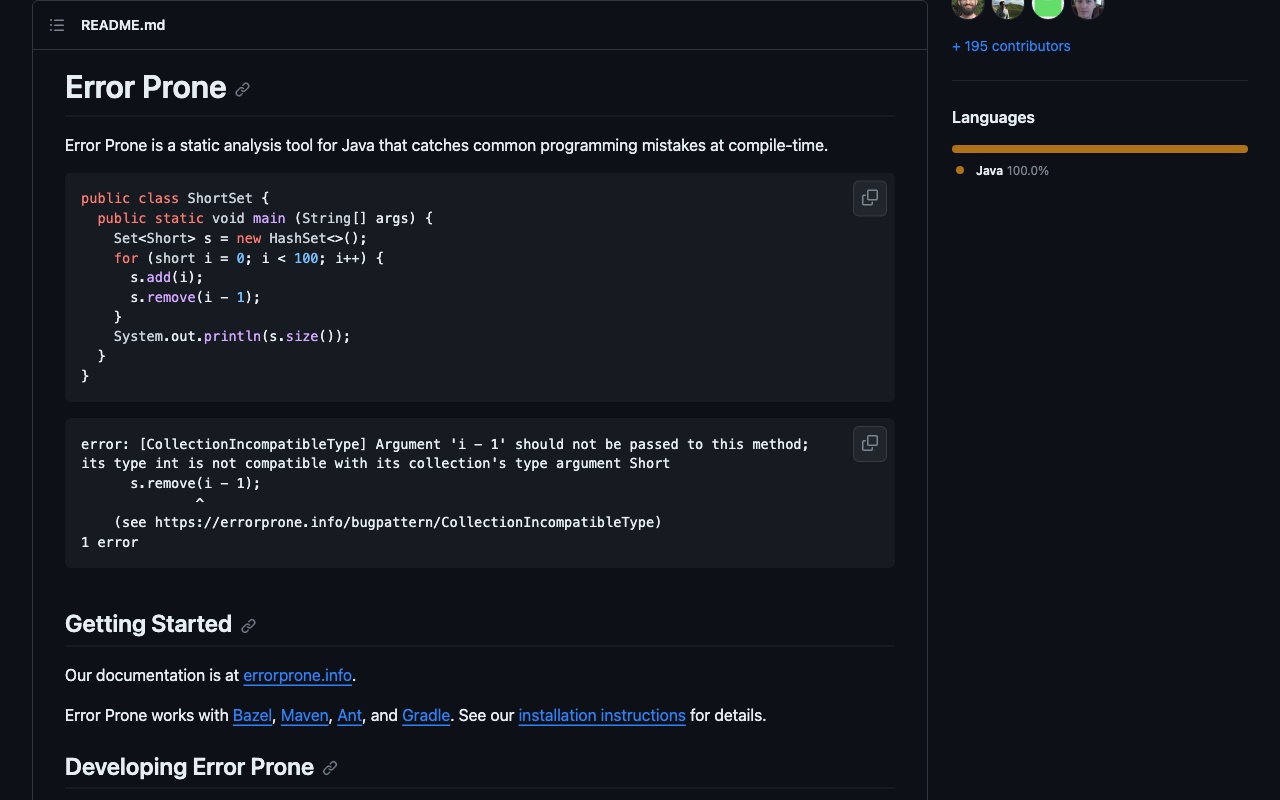 README.md
Error Prone
Error Prone is a static analysis tool for Java that catches common programming mistakes at compile-time.
public class ShortSet {
  public static void main (String[] args) {
    Set<Short> s = new HashSet<>();
    for (short i = 0; i < 100; i++) {
      s.add(i);
      s.remove(i - 1);
    }
    System.out.println(s.size());
  }
}
error: [CollectionIncompatibleType] Argument 'i - 1' should not be passed to this method;
its type int is not compatible with its collection's type argument Short
      s.remove(i - 1);
              ^
    (see https://errorprone.info/bugpattern/CollectionIncompatibleType)
1 error
Getting Started
Our documentation is at errorprone.info.
Error Prone works with Bazel, Maven, Ant, and Gradle. See our installation instructions for details.
Developing Error Prone
+ 195 contributors
Languages
Java 100.0%